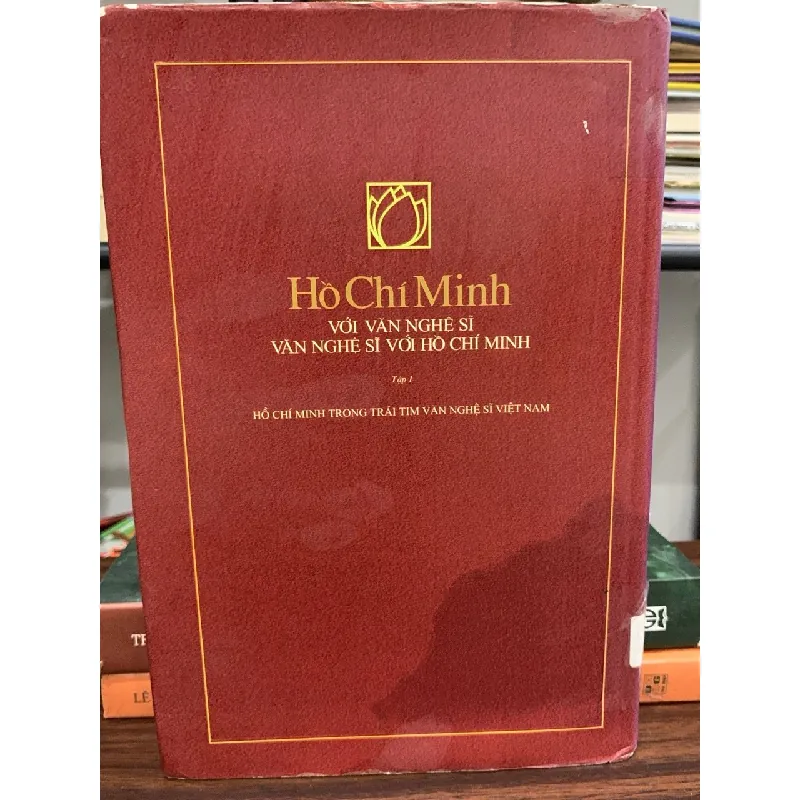 Hồ Chí Minh
VỚI VĂN NGHỆ SĨ
VĂN NGHỆ SĨ VỚI HỒ CHÍ MINH
Tập 1
HỒ CHÍ MINH TRONG TRÁI TIM VĂN NGHỆ SĨ VIỆT NAM
LÊ